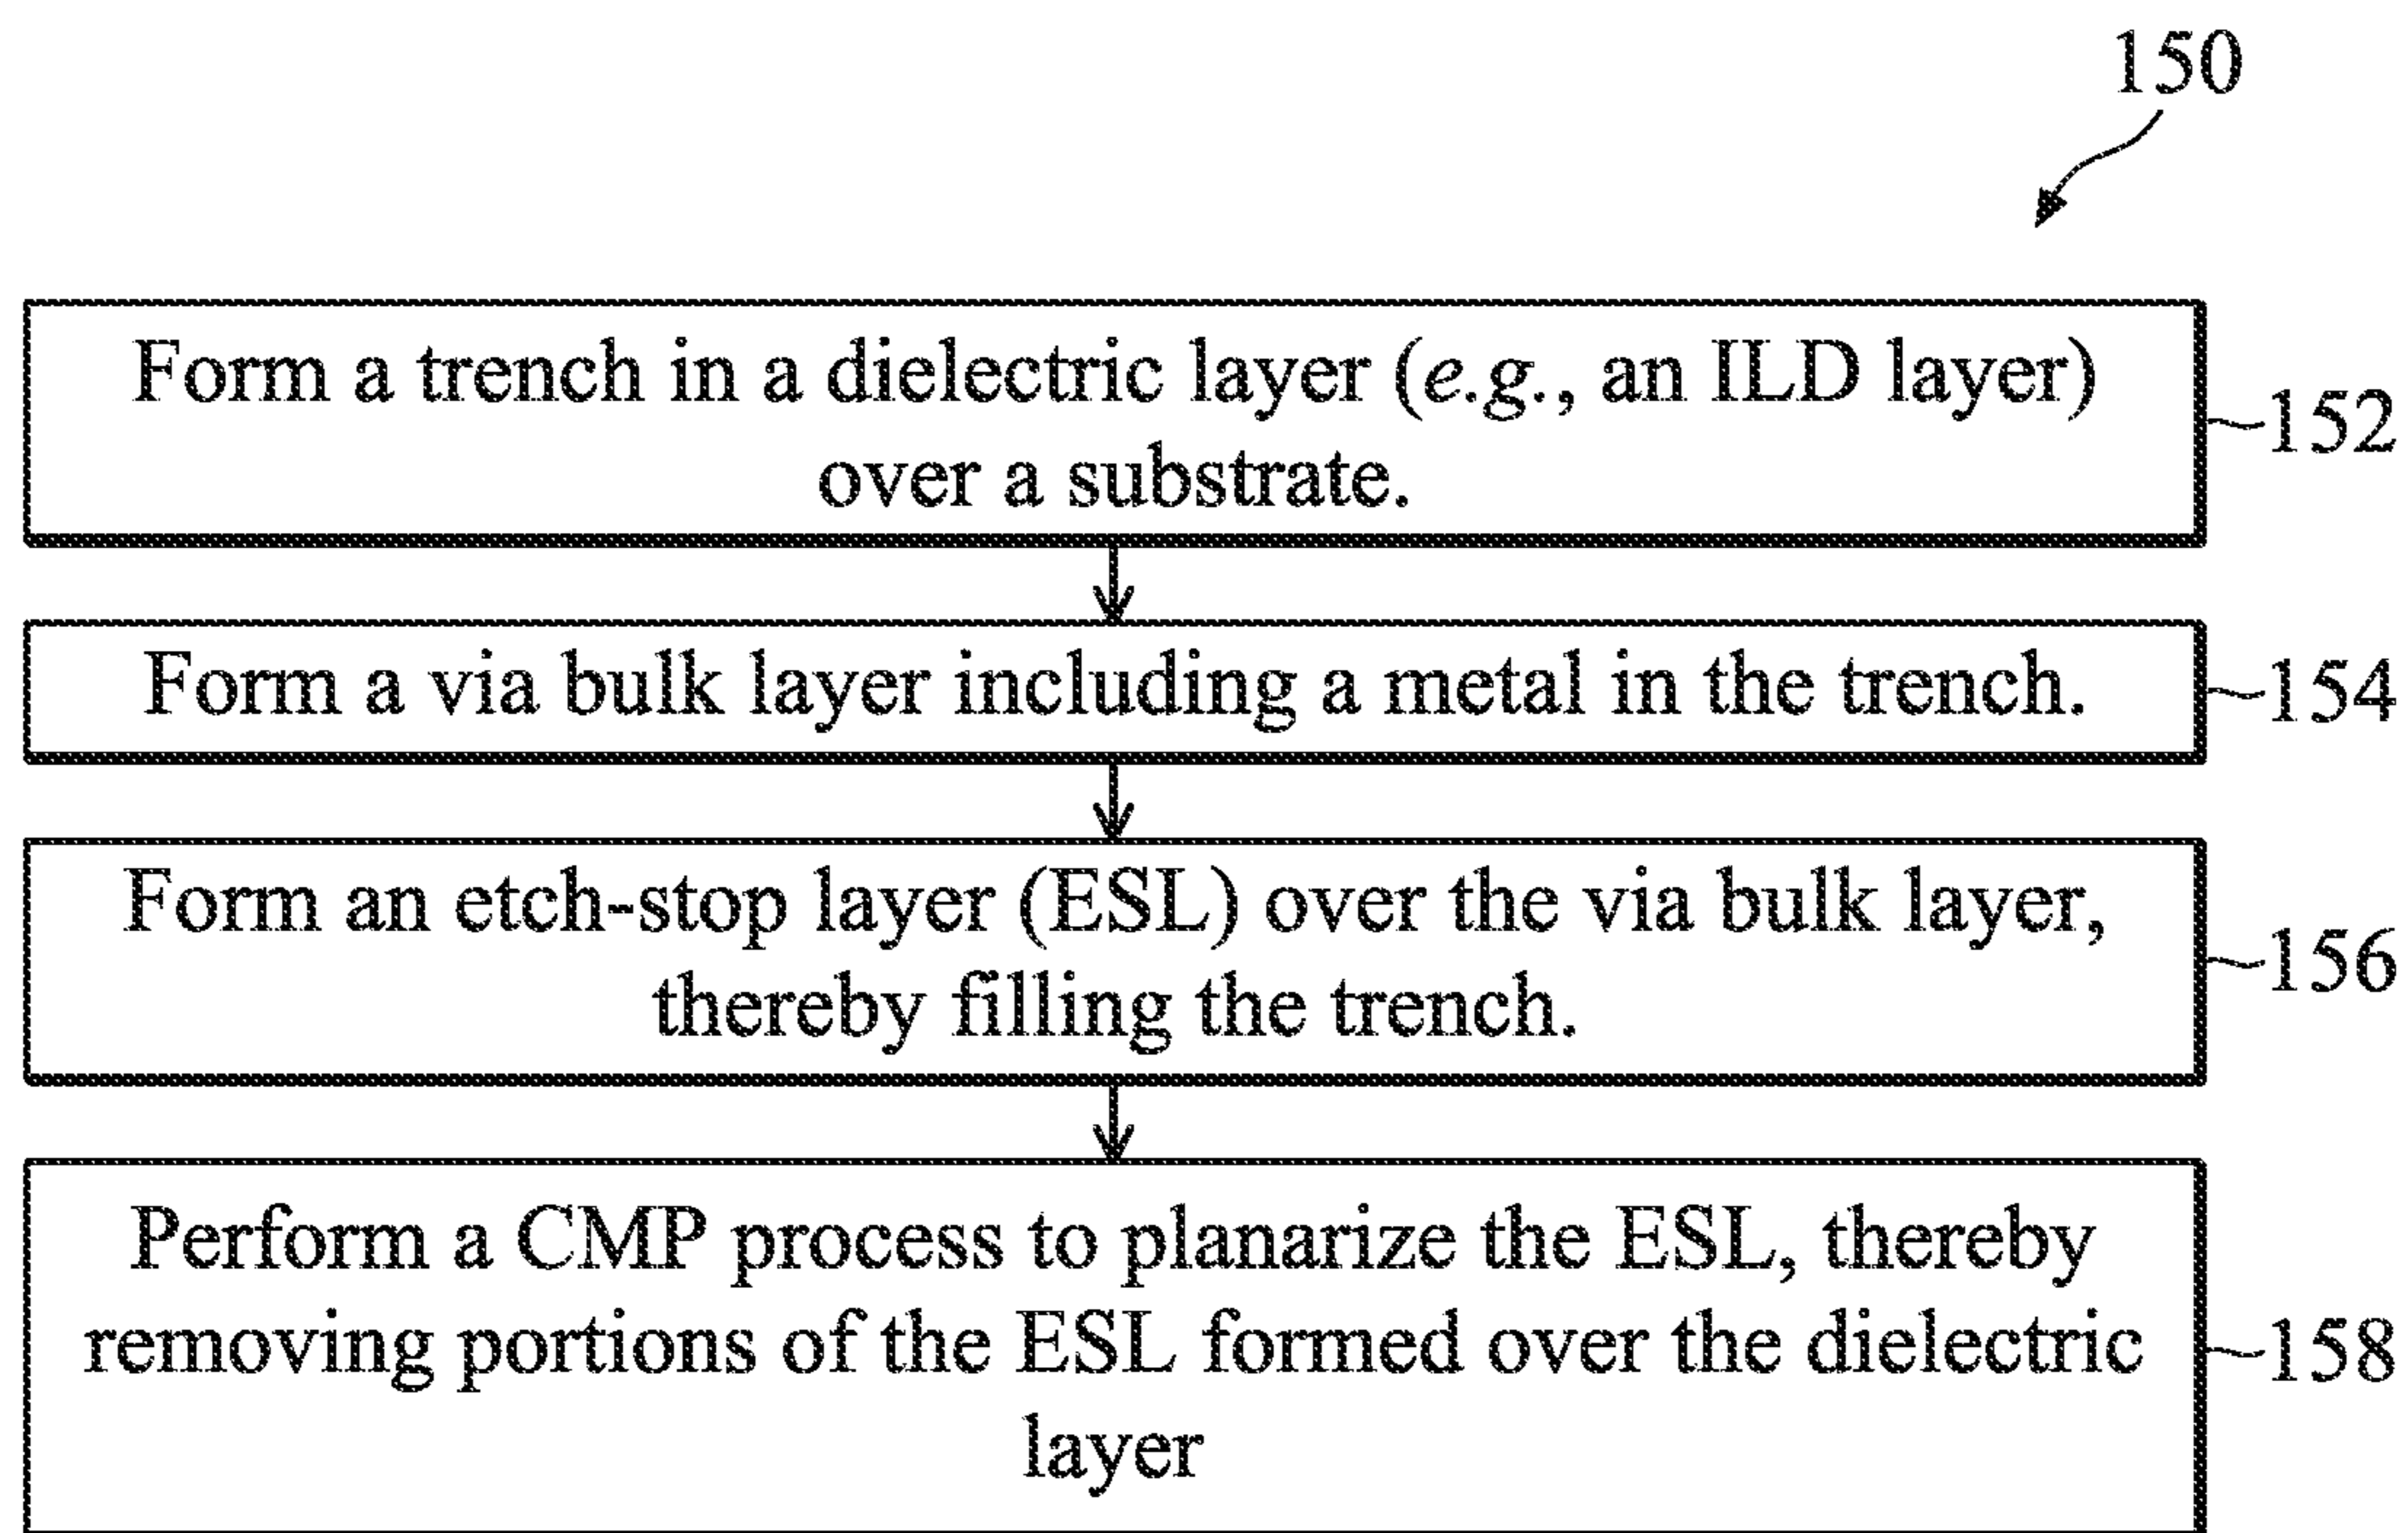 150
Form a trench in a dielectric layer (e.g., an ILD layer)
over a substrate.
152
Form a via bulk layer including a metal in the trench.
154
Form an etch-stop layer (ESL) over the via bulk layer,
thereby filling the trench.
156
Perform a CMP process to planarize the ESL, thereby
removing portions of the ESL formed over the dielectric
layer
158